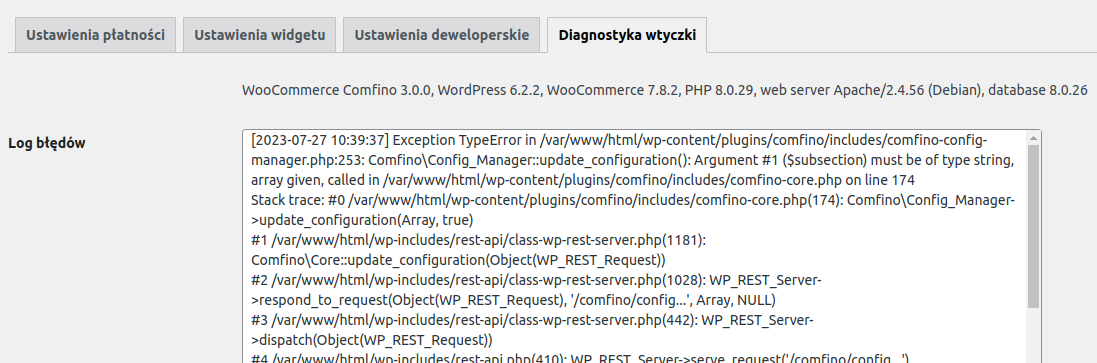 Ustawienia płatności Ustawienia widgetu Ustawienia deweloperskie Diagnostyka wtyczki
WooCommerce Comfino 3.0.0, WordPress 6.2.2, WooCommerce 7.8.2, PHP 8.0.29, web server Apache/2.4.56 (Debian), database 8.0.26
Log błędów
[2023-07-27 10:39:37] Exception TypeError in /var/www/html/wp-content/plugins/comfino/includes/comfino-config-
manager.php:253: Comfino\Config_Manager::update_configuration(): Argument #1 ($subsection) must be of type string,
array given, called in /var/www/html/wp-content/plugins/comfino/includes/comfino-core.php on line 174
Stack trace: #0 /var/www/html/wp-content/plugins/comfino/includes/comfino-core.php(174): Comfino\Config_Manager-
>update_configuration(Array, true)
#1 /var/www/html/wp-includes/rest-api/class-wp-rest-server.php(1181):
Comfino\Core::update_configuration(Object(WP_REST_Request))
#2 /var/www/html/wp-includes/rest-api/class-wp-rest-server.php(1028): WP_REST_Server-
>respond_to_request(Object(WP_REST_Request), '/comfino/config...', Array, NULL)
#3 /var/www/html/wp-includes/rest-api/class-wp-rest-server.php(442): WP_REST_Server-
>dispatch(Object(WP_REST_Request))
#4 /var/www/html/wp-includes/rest-api.php(410): WP_REST_Server->serve_request('/comfino/config...')